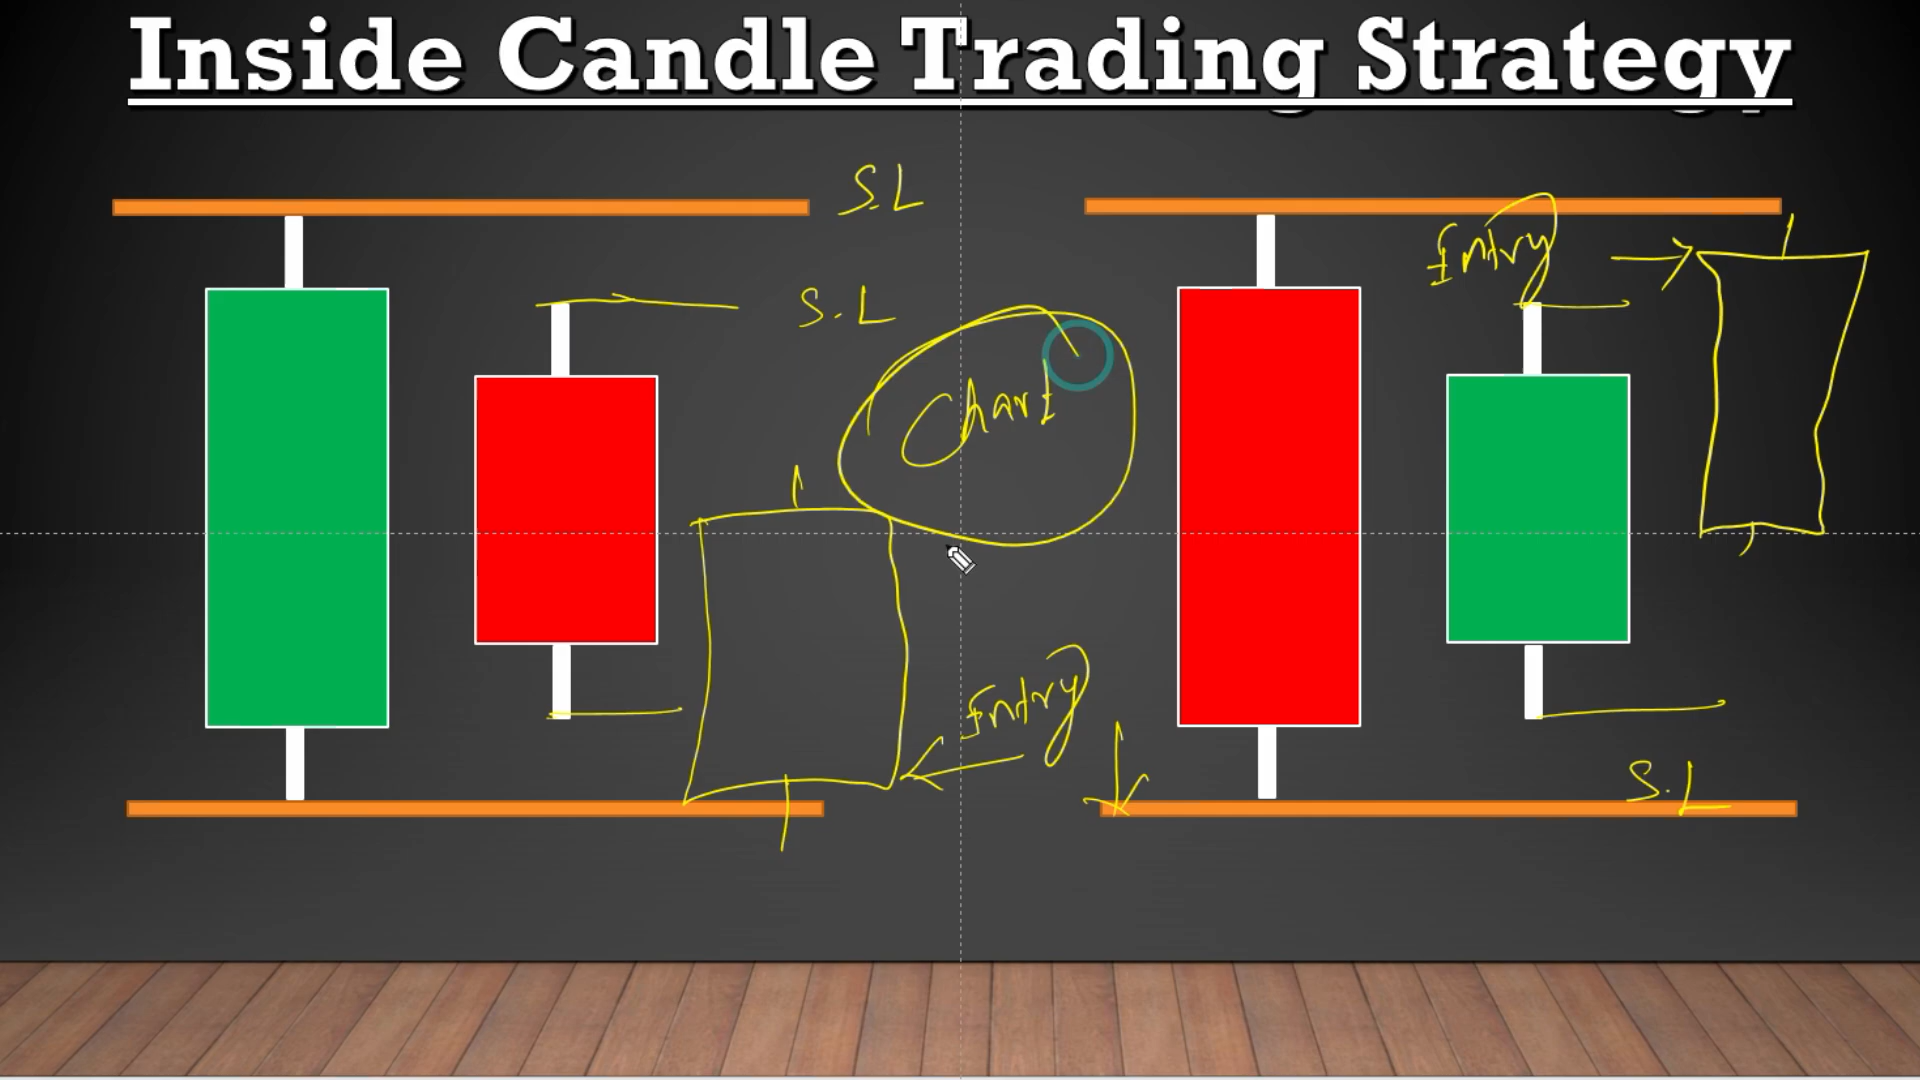 Inside Candle Trading Strategy
S.L
Entry
S.L
Chart
Entry
S.L